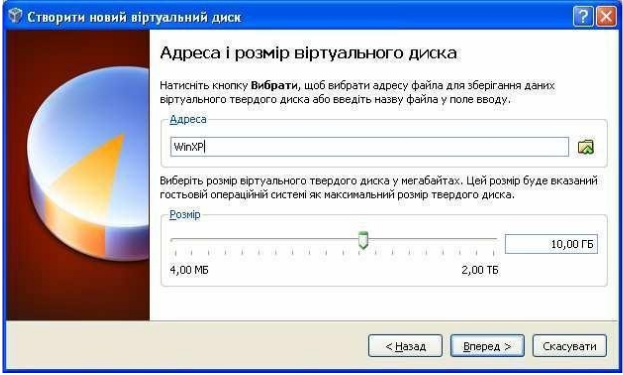 Створити новий віртуальний диск
Адреса і розмір віртуального диска
Натисніть кнопку Вибрати, щоб вибрати адресу файла для зберігання даних
віртуального твердого диска або введіть назву файла у поле вводу.
Адреса
WinXP
Виберіть розмір віртуального твердого диска у мегабайтах. Цей розмір буде вказаний
гостьовій операційній системі як максимальний розмір твердого диска.
Розмір
10,00 ГБ
4,00 МБ 2,00 ТБ
< Назад Вперед > Скасувати